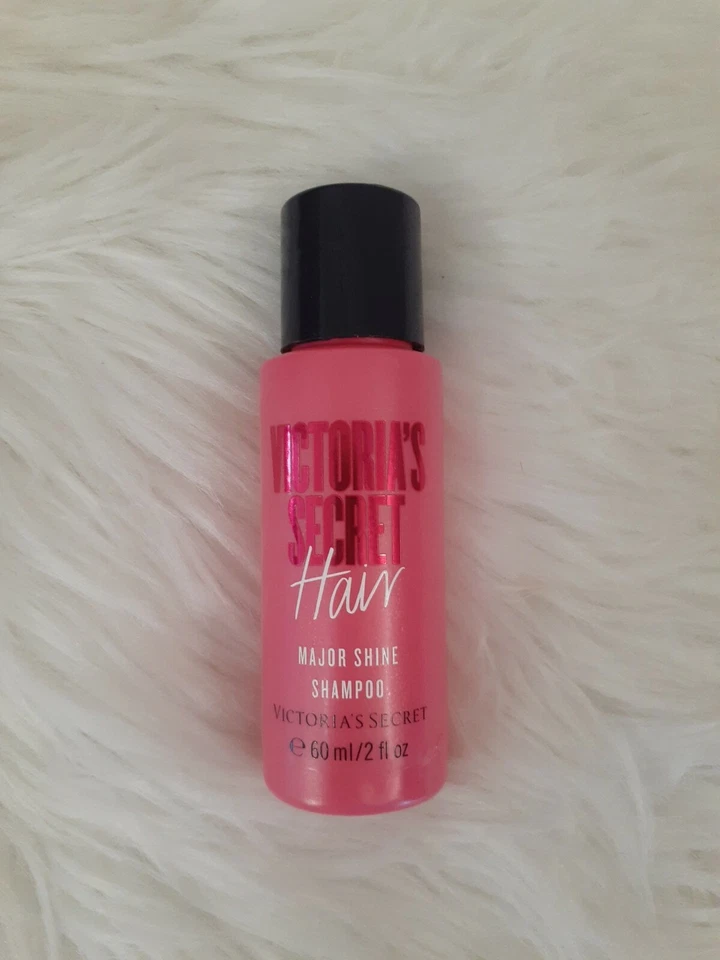 VICTORIA'S
SECRET
Hair
MAJOR SHINE
SHAMPOO
VICTORIA'S SECRET
℮ 60 ml/2 fl oz